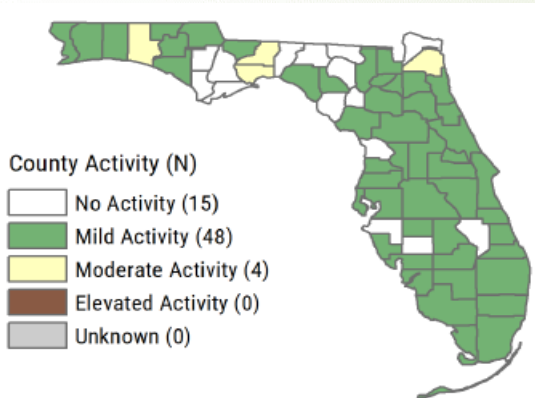 County Activity (N)
No Activity (15)
Mild Activity (48)
Moderate Activity (4)
Elevated Activity (0)
Unknown (0)